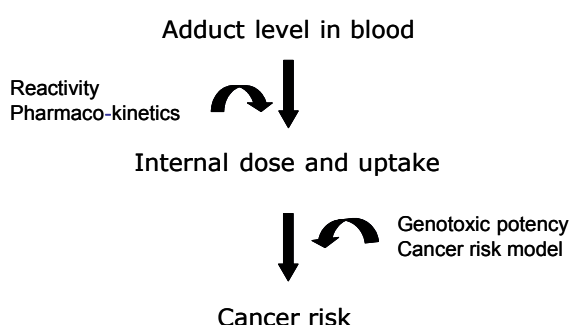 Adduct level in blood
Reactivity
Pharmaco-kinetics
Internal dose and uptake
Genotoxic potency
Cancer risk model
Cancer risk